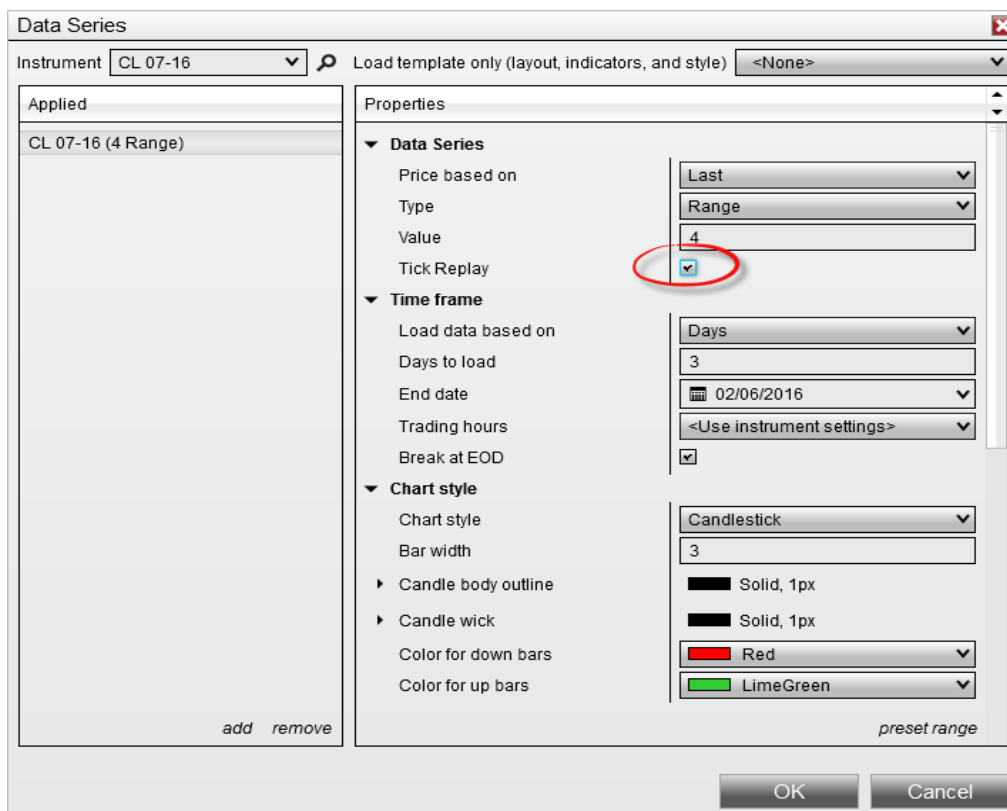 Data Series
Instrument CL 07-16 Load template only (layout, indicators, and style) <None>
Applied
CL 07-16 (4 Range)
add remove
Properties
Data Series
Price based on Last
Type Range
Value 4
Tick Replay
Time frame
Load data based on Days
Days to load 3
End date 02/06/2016
Trading hours <Use instrument settings>
Break at EOD
Chart style
Chart style Candlestick
Bar width 3
Candle body outline Solid, 1px
Candle wick Solid, 1px
Color for down bars Red
Color for up bars LimeGreen
preset range
OK Cancel